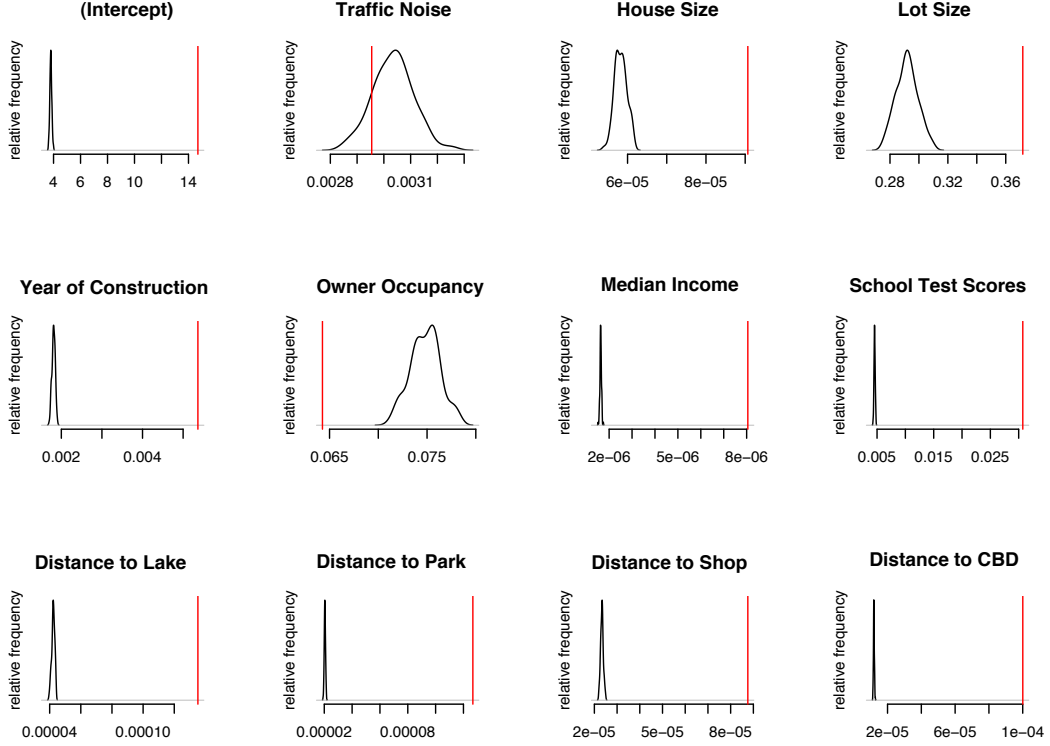 (Intercept)
relative frequency
4 6 8 10 14
Traffic Noise
relative frequency
0.0028 0.0031
House Size
relative frequency
6e−05 8e−05
Lot Size
relative frequency
0.28 0.32 0.36
Year of Construction
relative frequency
0.002 0.004
Owner Occupancy
relative frequency
0.065 0.075
Median Income
relative frequency
2e−06 5e−06 8e−06
School Test Scores
relative frequency
0.005 0.015 0.025
Distance to Lake
relative frequency
0.00004 0.00010
Distance to Park
relative frequency
0.00002 0.00008
Distance to Shop
relative frequency
2e−05 5e−05 8e−05
Distance to CBD
relative frequency
2e−05 6e−05 1e−04